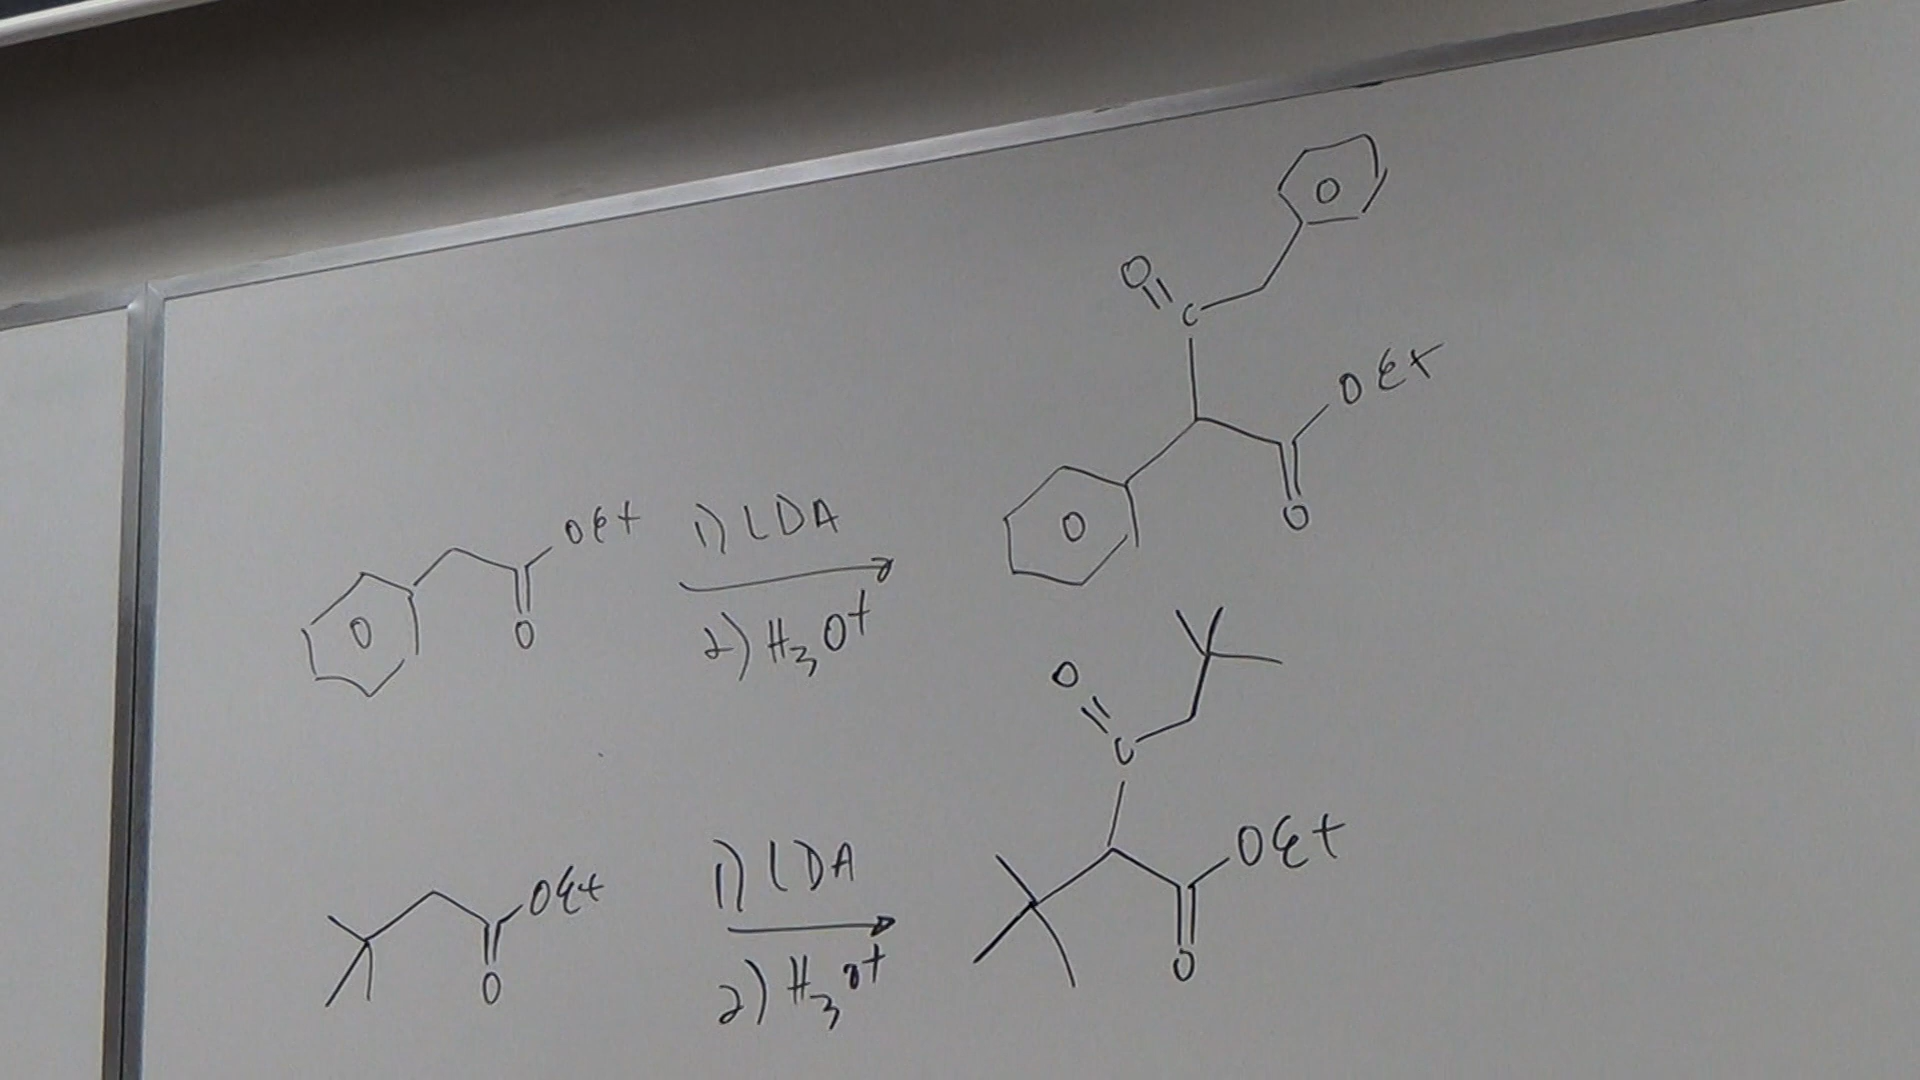 O
C
OEt
O
OEt
O
1) LDA
2) H3O+
O
C
OEt
O
OEt
O
1) LDA
2) H3O+